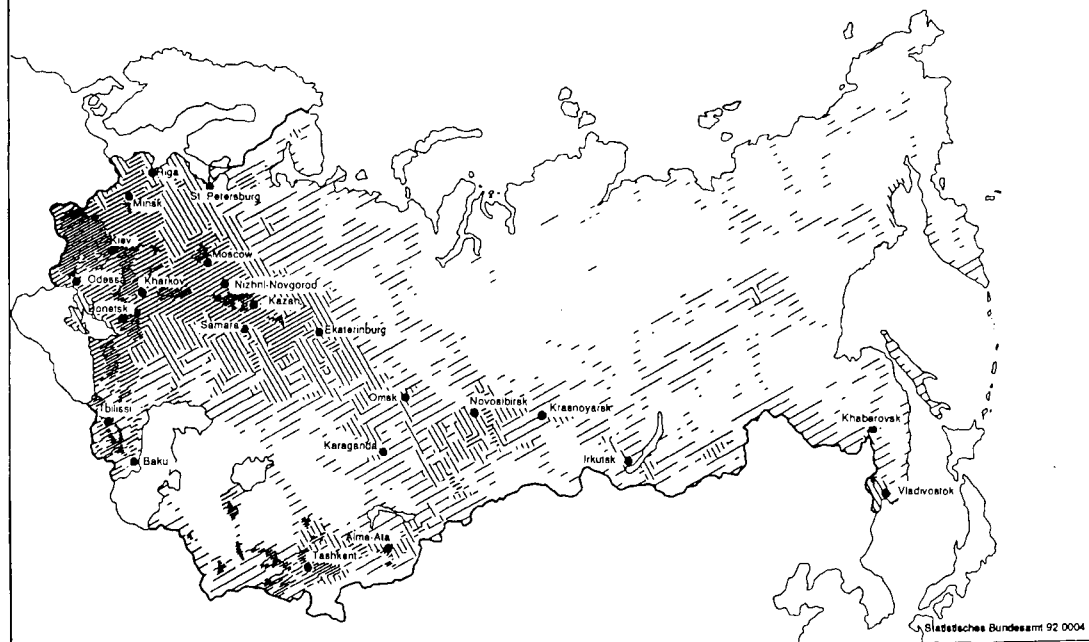 Riga
St. Petersburg
Minsk
Kiev
Moscow
Odessa
Kharkov
Nizhni-Novgorod
Kazan
Donetsk
Samara
Ekaterinburg
Omsk
Novosibirsk
Krasnoyarsk
Tbilissi
Khabarovsk
Karaganda
Baku
Irkutsk
Vladivostok
Alma-Ata
Tashkent
Statistisches Bundesamt 92 0004